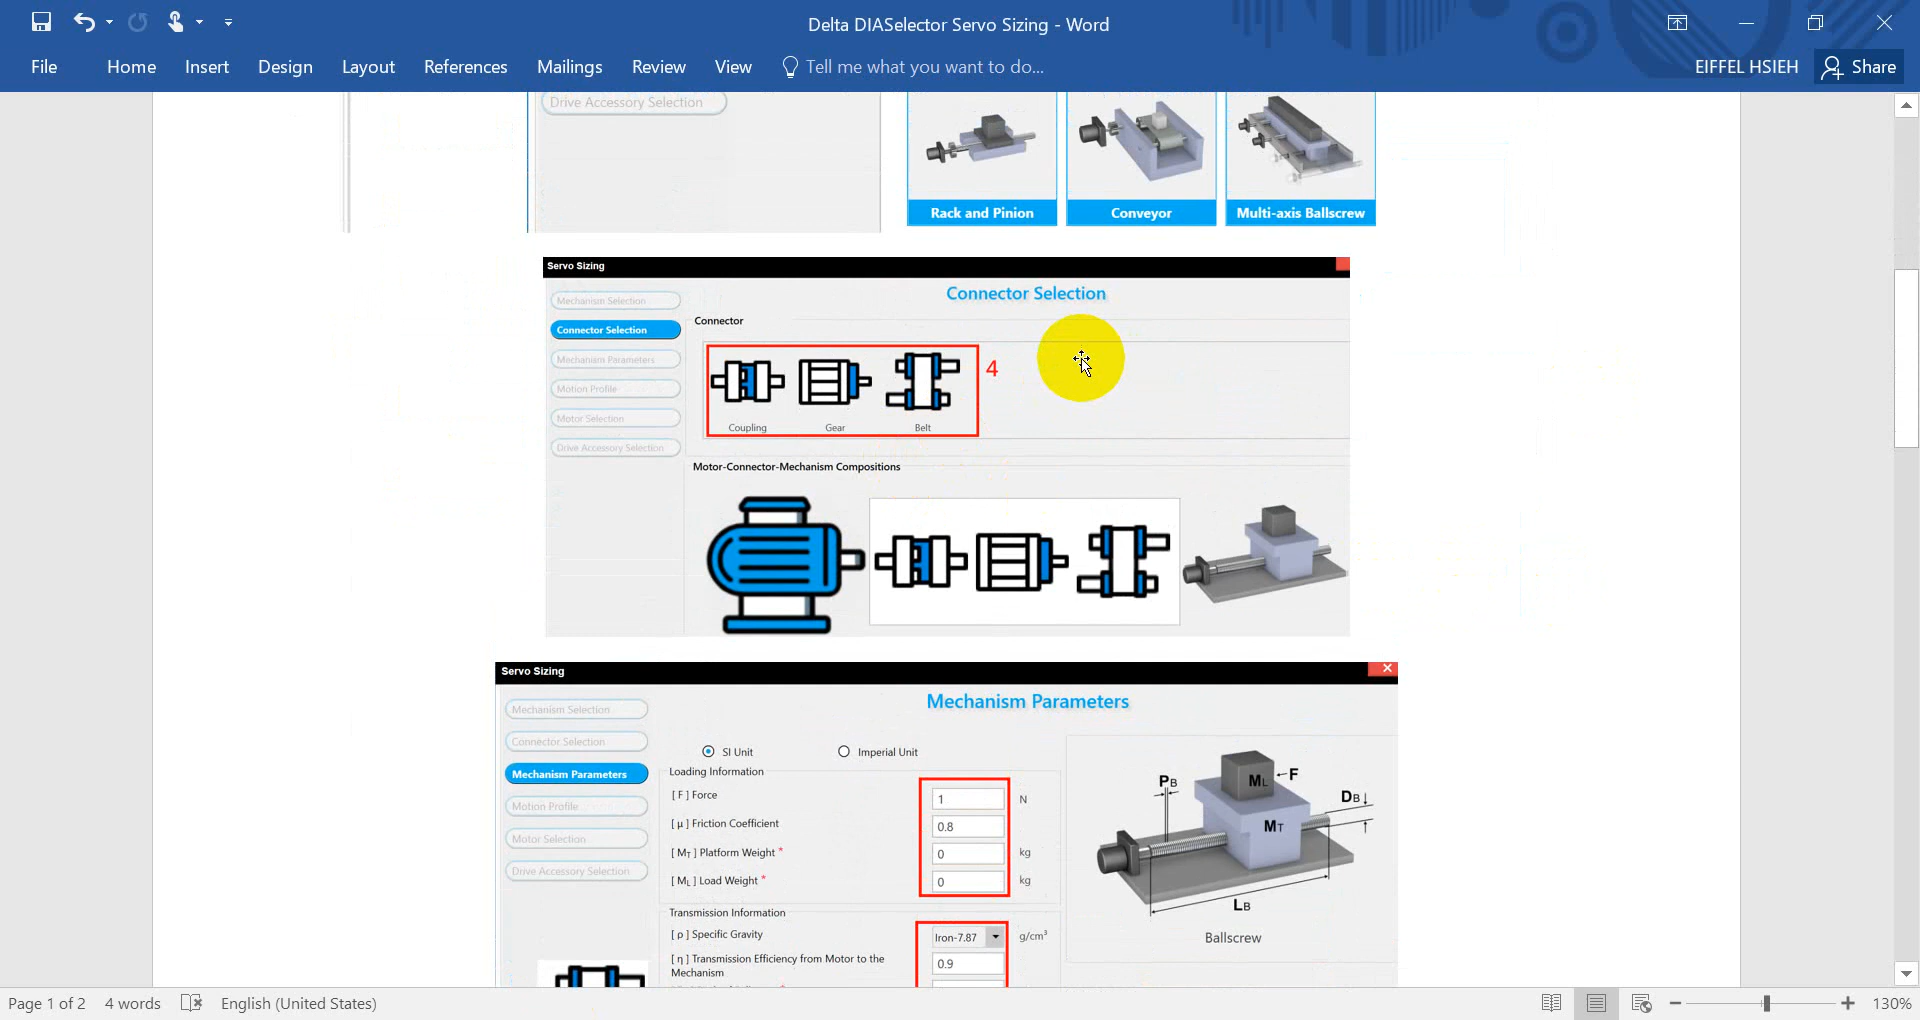 Delta DIASelector Servo Sizing - Word
File Home Insert Design Layout References Mailings Review View Tell me what you want to do... EIFFEL HSIEH Share
Drive Accessory Selection
Rack and Pinion Conveyor Multi-axis Ballscrew
Servo Sizing
Connector Selection
Mechanism Selection
Connector Selection
Mechanism Parameters
Motion Profile
Motor Selection
Drive Accessory Selection
Connector
4
Coupling Gear Belt
Motor-Connector-Mechanism Compositions
Servo Sizing
Mechanism Parameters
Mechanism Selection
Connector Selection
Mechanism Parameters
Motion Profile
Motor Selection
Drive Accessory Selection
SI Unit Imperial Unit
Loading Information
[ F ] Force 1 N
[ μ ] Friction Coefficient 0.8
[ MT ] Platform Weight * 0 kg
[ ML ] Load Weight * 0 kg
Transmission Information
[ ρ ] Specific Gravity Iron-7.87 g/cm³
[ η ] Transmission Efficiency from Motor to the
Mechanism 0.9
PB ML F DB
MT
LB
Ballscrew
Page 1 of 2 4 words English (United States) 130%